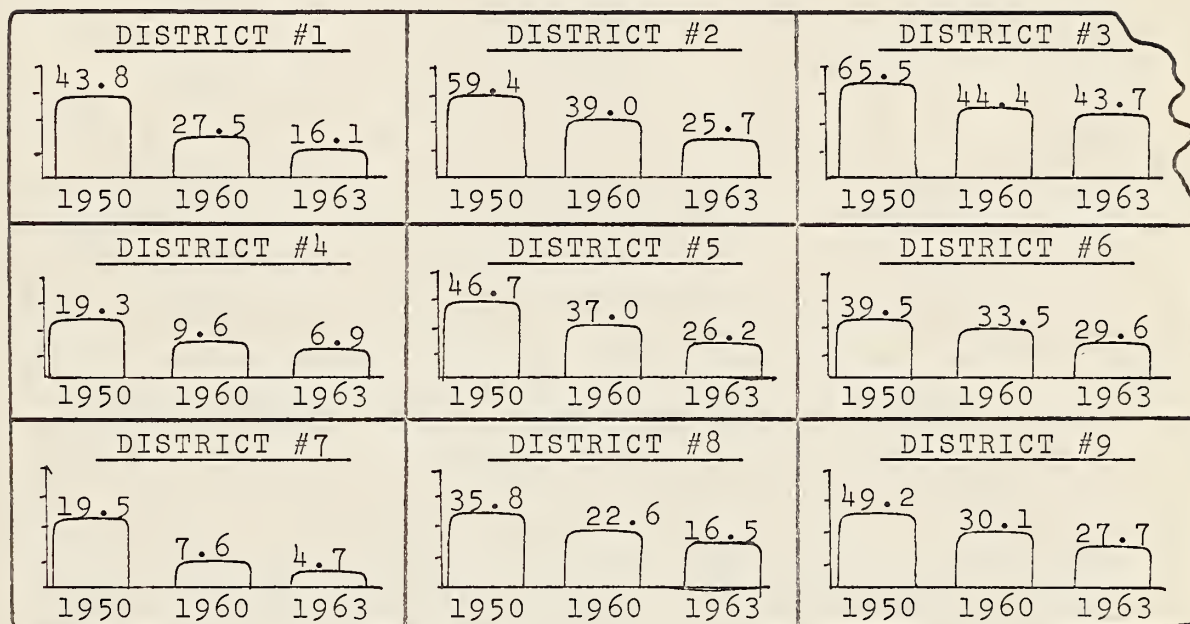 DISTRICT #1
43.8
27.5
16.1
1950 1960 1963
DISTRICT #2
59.4
39.0
25.7
1950 1960 1963
DISTRICT #3
65.5
44.4
43.7
1950 1960 1963
DISTRICT #4
19.3
9.6
6.9
1950 1960 1963
DISTRICT #5
46.7
37.0
26.2
1950 1960 1963
DISTRICT #6
39.5
33.5
29.6
1950 1960 1963
DISTRICT #7
19.5
7.6
4.7
1950 1960 1963
DISTRICT #8
35.8
22.6
16.5
1950 1960 1963
DISTRICT #9
49.2
30.1
27.7
1950 1960 1963